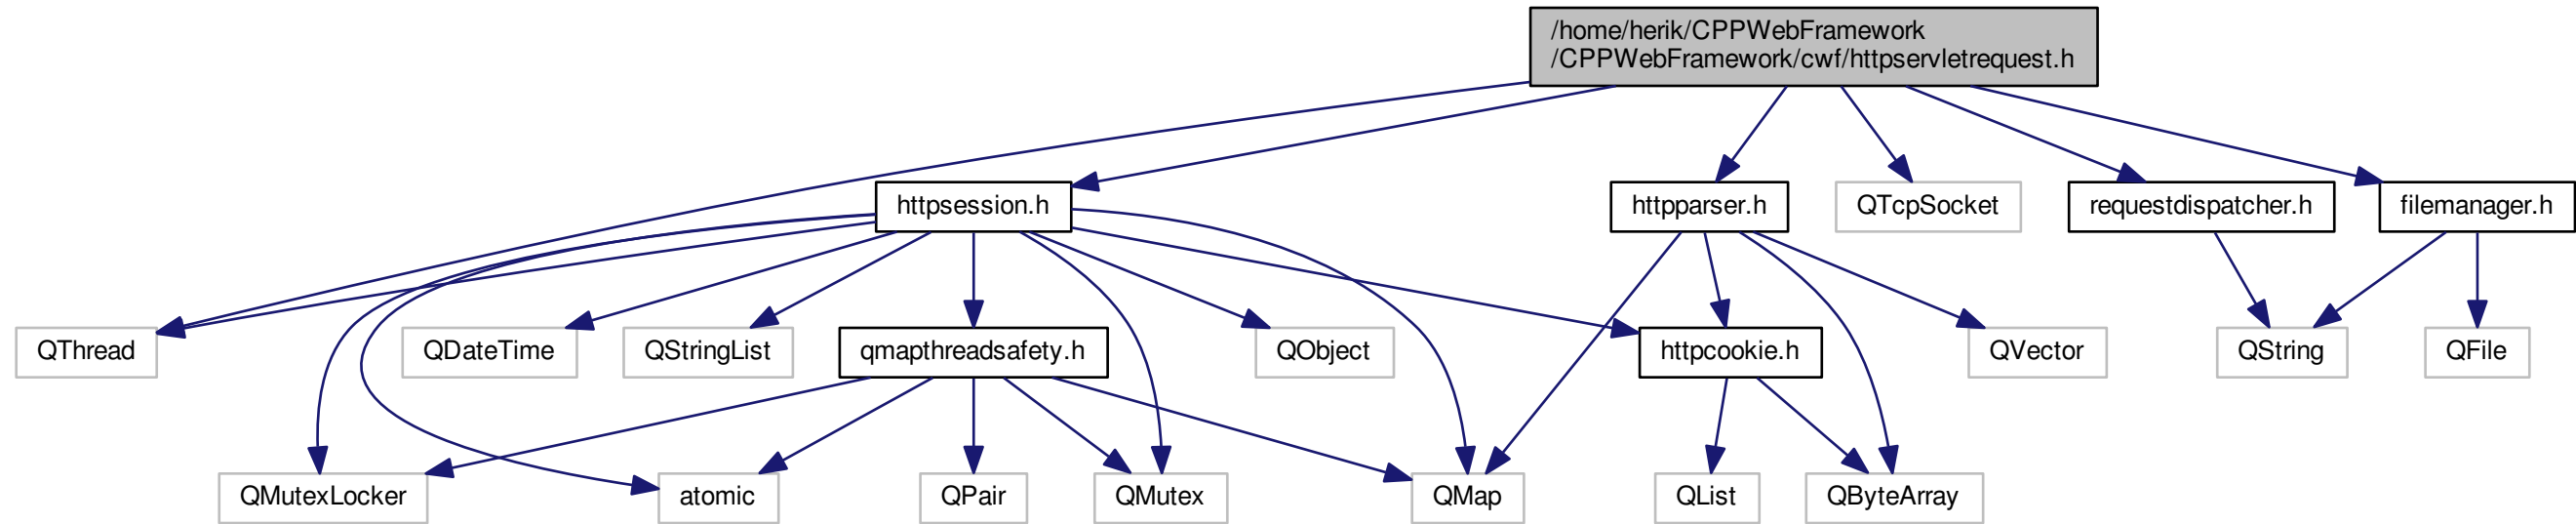 /home/herik/CPPWebFramework
/CPPWebFramework/cwf/httpservletrequest.h
httpsession.h
httpparser.h
QTcpSocket
requestdispatcher.h
filemanager.h
QThread
QDateTime
QStringList
qmapthreadsafety.h
QObject
httpcookie.h
QVector
QString
QFile
QMutexLocker
atomic
QPair
QMutex
QMap
QList
QByteArray